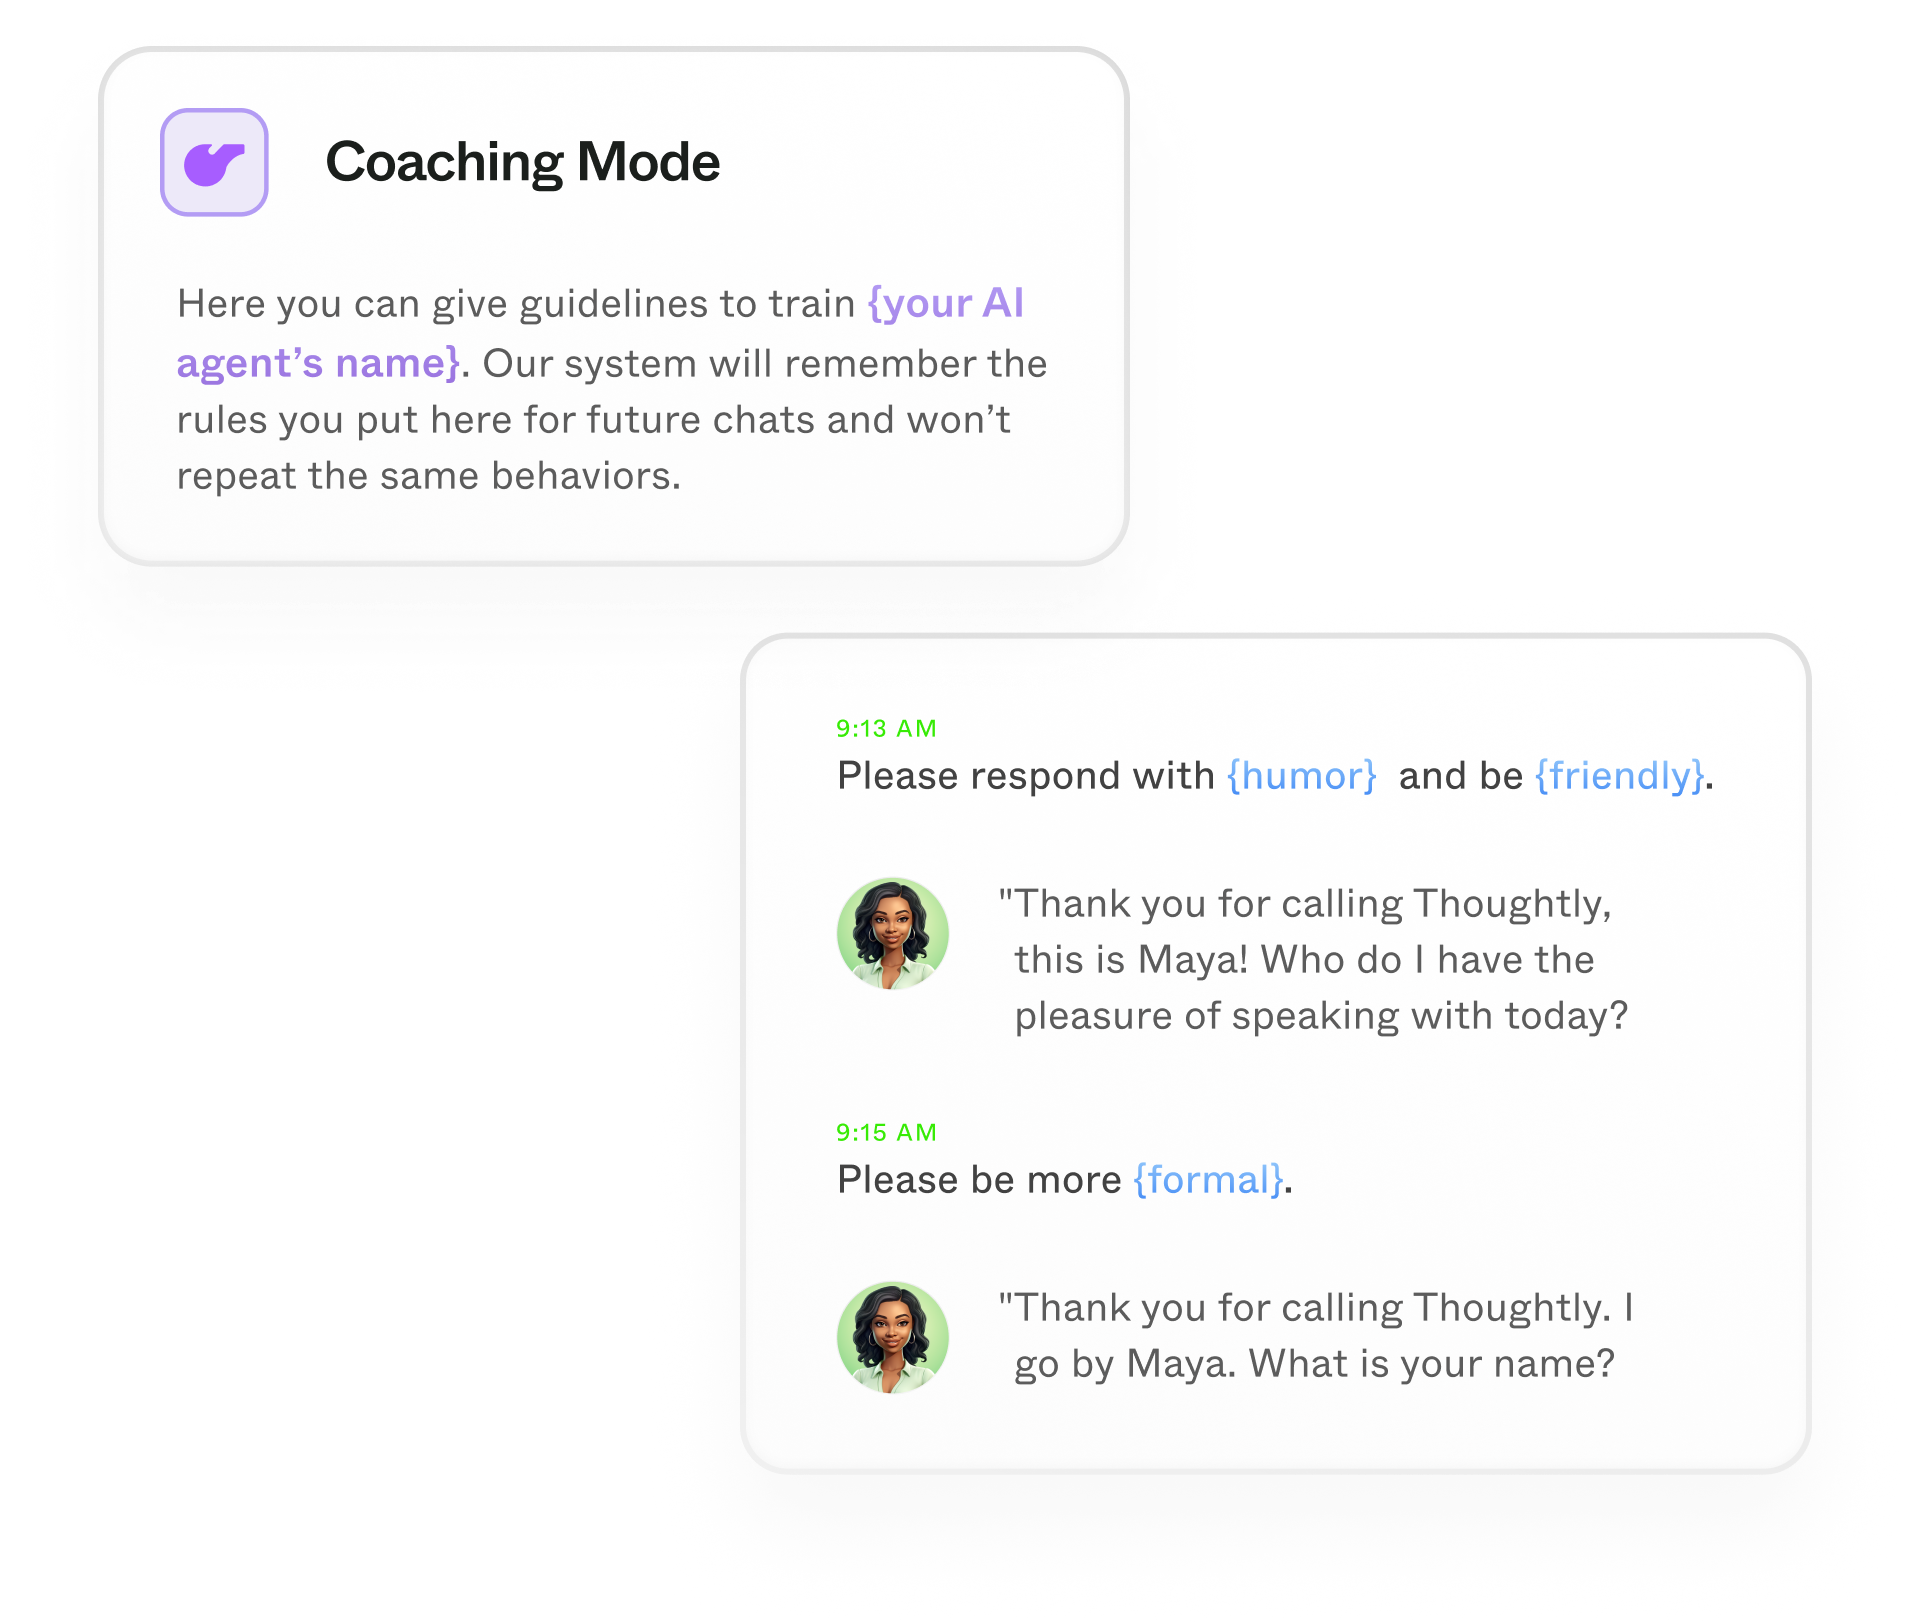 Coaching Mode
Here you can give guidelines to train {your AI
agent’s name}. Our system will remember the
rules you put here for future chats and won’t
repeat the same behaviors.
9:13 AM
Please respond with {humor}  and be {friendly}.
"Thank you for calling Thoughtly,
this is Maya! Who do I have the
pleasure of speaking with today?
9:15 AM
Please be more {formal}.
"Thank you for calling Thoughtly. I
go by Maya. What is your name?